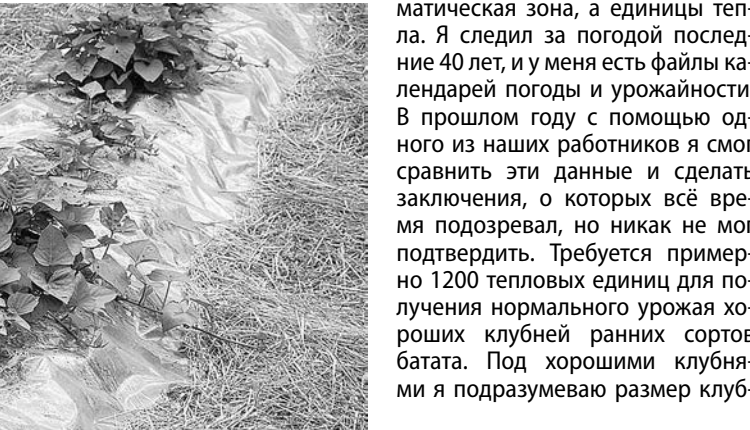 матическая зона, а единицы теп-
ла. Я следил за погодой послед-
ние 40 лет, и у меня есть файлы ка-
лендарей погоды и урожайности
В прошлом году с помощью од-
ного из наших работников я смог
сравнить эти данные и сделать
заключения, о которых всё вре-
мя подозревал, но никак не мог
подтвердить. Требуется пример-
но 1200 тепловых единиц для по-
лучения нормального урожая хо-
роших клубней ранних сортов
батата. Под хорошими клубня-
ми я подразумеваю размер клуб-